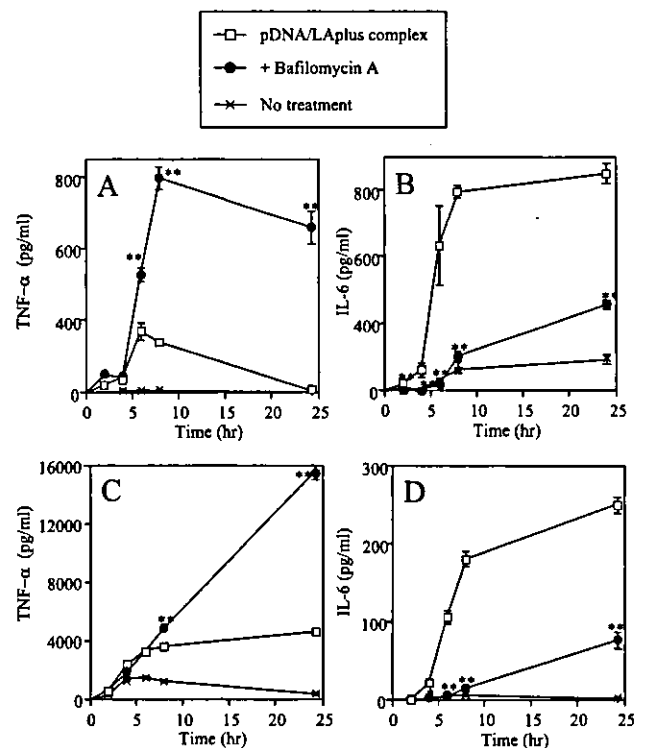 pDNA/LAplus complex
+ Bafilomycin A
No treatment
A
TNF-α (pg/ml)
800
600
400
0
**
**
**
0 5 10 15 20 25
Time (hr)
B
IL-6 (pg/ml)
800
600
400
200
0
**
**
**
**
**
0 5 10 15 20 25
Time (hr)
C
TNF-α (pg/ml)
16000
12000
8000
4000
0
**
**
0 5 10 15 20 25
Time (hr)
D
IL-6 (pg/ml)
300
200
100
0
**
**
**
0 5 10 15 20 25
Time (hr)